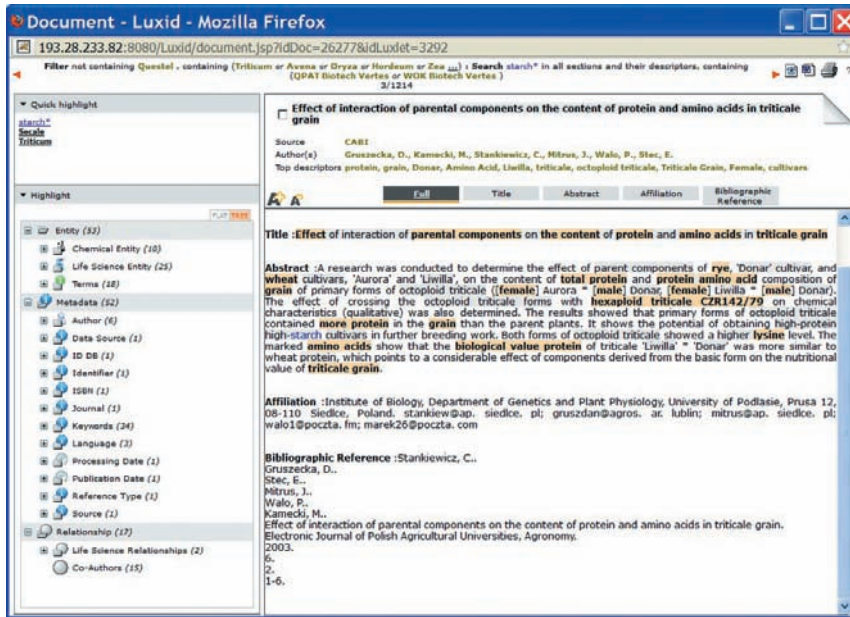 Document - Luxid - Mozilla Firefox
193.28.233.82:8080/Luxid/document.jsp?idDoc=26277&idLuxlet=3292
Filter not containing Questel . containing (Triticum or Avena or Oryza or Hordeum or Zea ...) : Search starch* in all sections and their descriptors, containing
(QPAT Biotech Vertes or WOK Biotech Vertes )
3/1214
Quick highlight
starch*
Secale
Triticum
Highlight
FLAT TREE
Entity (53)
Chemical Entity (10)
Life Science Entity (25)
Terms (18)
Metadata (52)
Author (6)
Data Source (1)
ID DB (1)
Identifier (1)
ISBN (1)
Journal (1)
Keywords (34)
Language (3)
Processing Date (1)
Publication Date (1)
Reference Type (1)
Source (1)
Relationship (17)
Life Science Relationships (2)
Co-Authors (15)
Effect of interaction of parental components on the content of protein and amino acids in triticale
grain
Source CABI
Author(s) Gruszecka, D., Kamecki, M., Stankiewicz, C., Mitrus, J., Walo, P., Stec, E.
Top descriptors protein, grain, Donar, Amino Acid, Liwilla, triticale, octoploid triticale, Triticale Grain, Female, cultivars
A A Full Title Abstract Affiliation Bibliographic
Reference
Title :Effect of interaction of parental components on the content of protein and amino acids in triticale grain
Abstract :A research was conducted to determine the effect of parent components of rye, 'Donar' cultivar, and
wheat cultivars, 'Aurora' and 'Liwilla', on the content of total protein and protein amino acid composition of
grain of primary forms of octoploid triticale ([female] Aurora * [male] Donar, [female] Liwilla * [male] Donar).
The effect of crossing the octoploid triticale forms with hexaploid triticale CZR142/79 on chemical
characteristics (qualitative) was also determined. The results showed that primary forms of octoploid triticale
contained more protein in the grain than the parent plants. It shows the potential of obtaining high-protein
high-starch cultivars in further breeding work. Both forms of octoploid triticale showed a higher lysine level. The
marked amino acids show that the biological value protein of triticale 'Liwilla' * 'Donar' was more similar to
wheat protein, which points to a considerable effect of components derived from the basic form on the nutritional
value of triticale grain.
Affiliation :Institute of Biology, Department of Genetics and Plant Physiology, University of Podlasie, Prusa 12,
08-110 Siedlce, Poland. stankiew@ap. siedlce. pl; gruszdan@agros. ar. lublin; mitrus@ap. siedlce. pl;
walo1@poczta. fm; marek26@poczta. com
Bibliographic Reference :Stankiewicz, C..
Gruszecka, D..
Stec, E..
Mitrus, J..
Walo, P..
Kamecki, M..
Effect of interaction of parental components on the content of protein and amino acids in triticale grain.
Electronic Journal of Polish Agricultural Universities, Agronomy.
2003.
6.
2.
1-6.